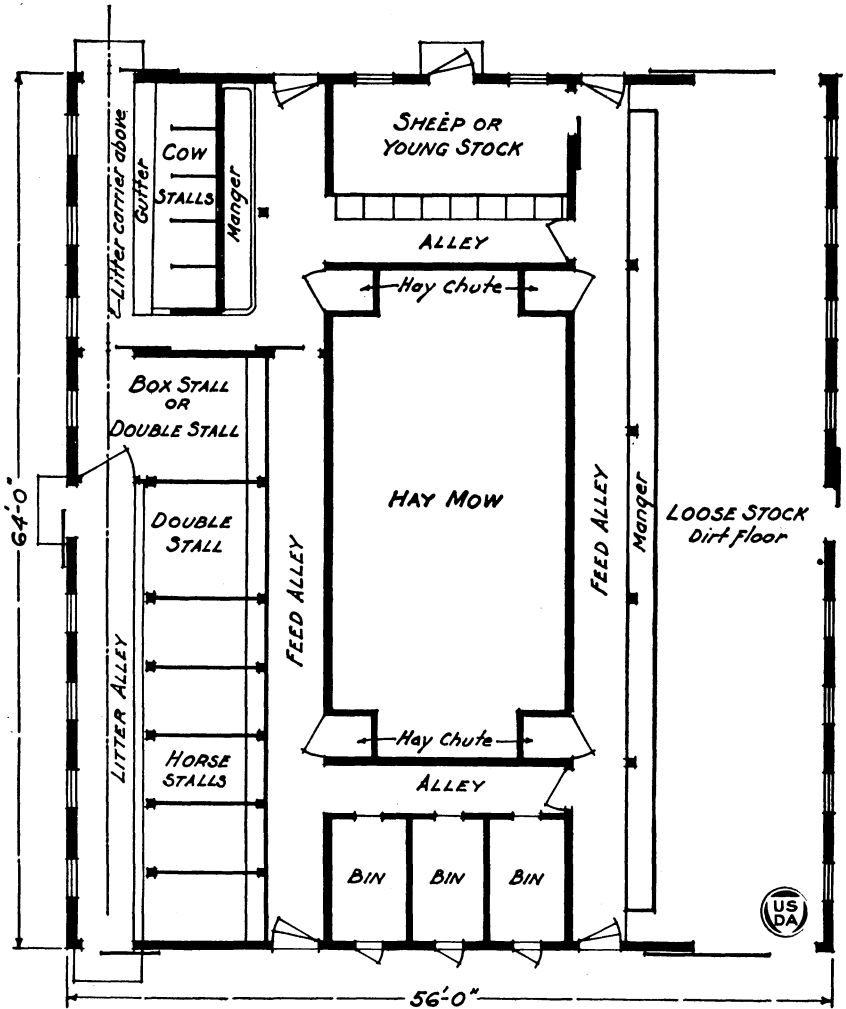 SHEEP OR
YOUNG STOCK
Litter carrier above
Gutter
COW
STALLS
Manger
ALLEY
Hay Chute
BOX STALL
OR
DOUBLE STALL
HAY MOW
DOUBLE
STALL
FEED ALLEY
FEED ALLEY
Manger
LOOSE STOCK
Dirt Floor
64'-0"
LITTER ALLEY
Hay Chute
HORSE
STALLS
ALLEY
BIN
BIN
BIN
US
DA
56'-0"